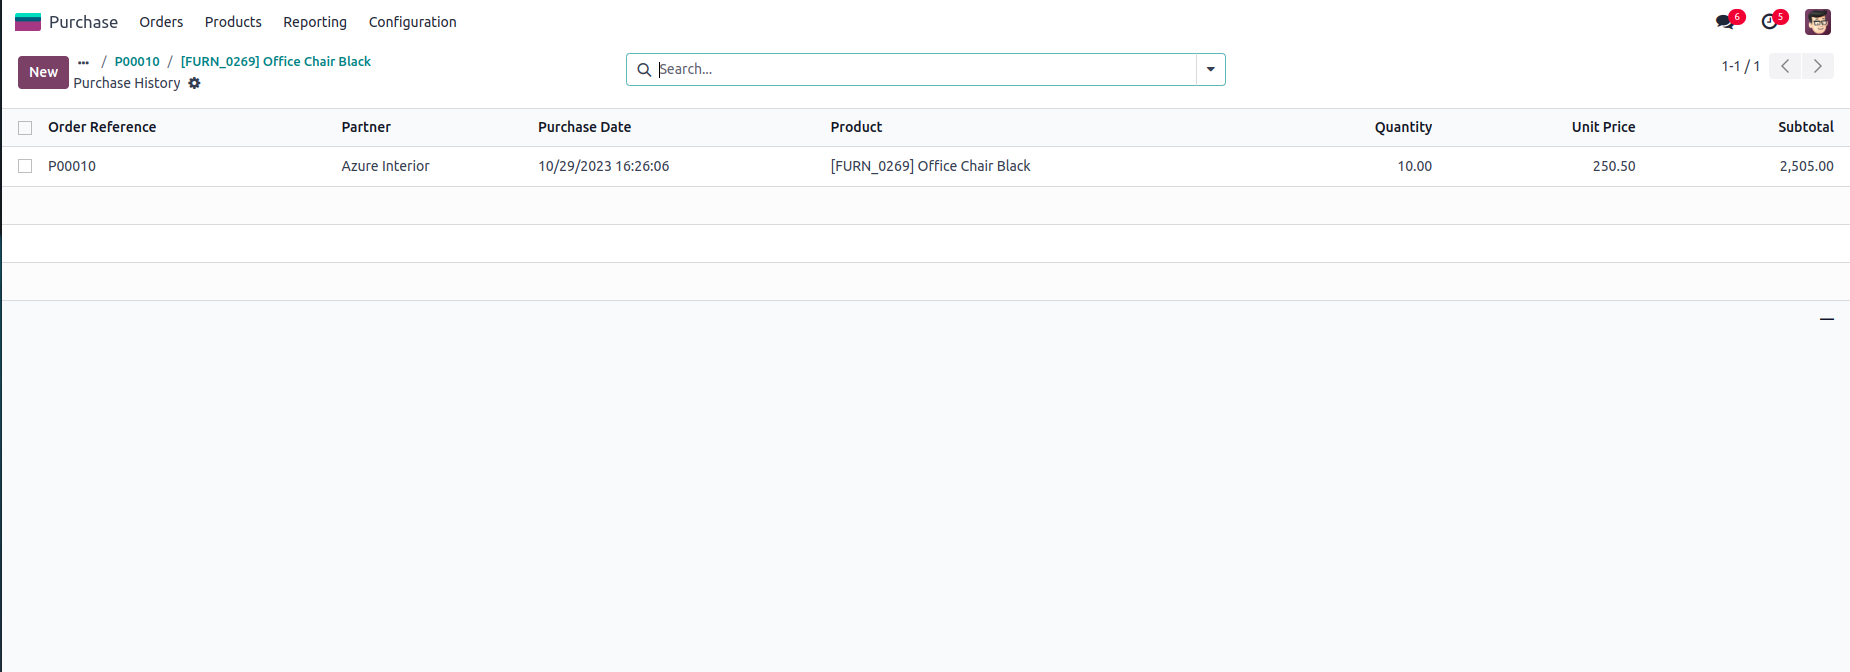 Purchase Orders Products Reporting Configuration 6 5
New ... / P00010 / [FURN_0269] Office Chair Black
Purchase History
Search...
1-1 / 1
Order Reference Partner Purchase Date Product Quantity Unit Price Subtotal
P00010 Azure Interior 10/29/2023 16:26:06 [FURN_0269] Office Chair Black 10.00 250.50 2,505.00
—